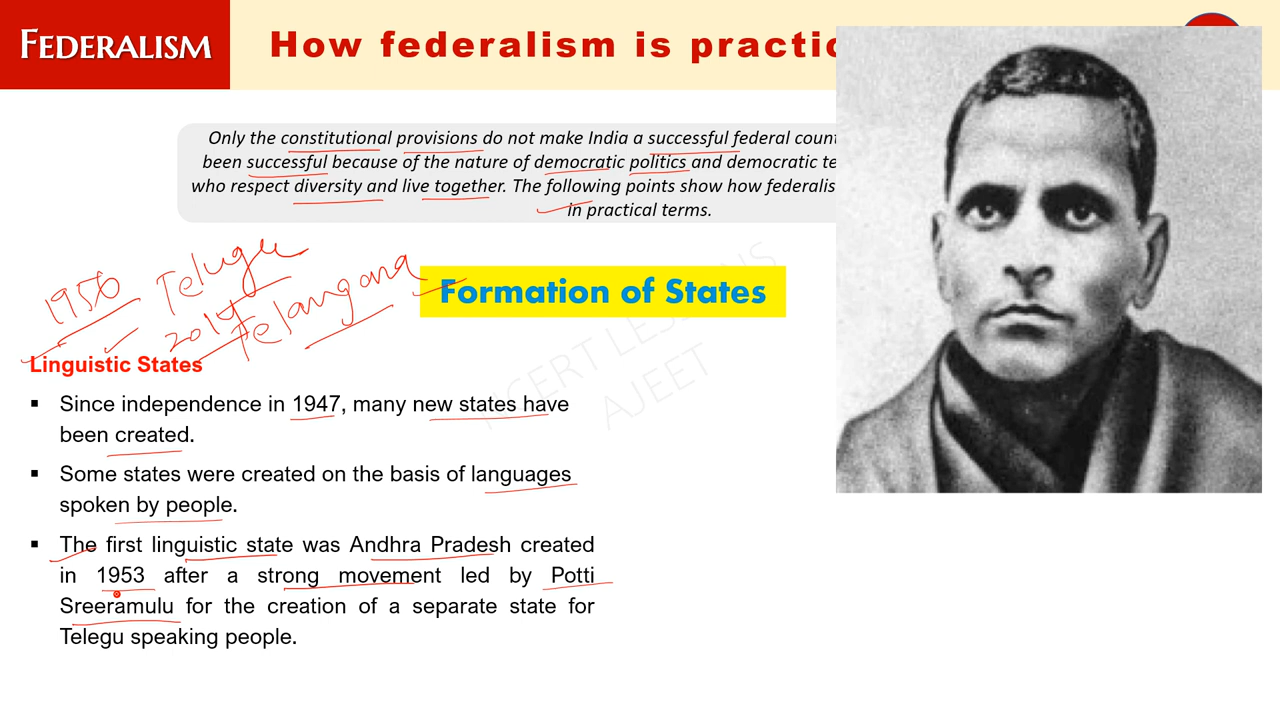 FEDERALISM
How federalism is practic
Only the constitutional provisions do not make India a successful federal coun
been successful because of the nature of democratic politics and democratic te
who respect diversity and live together. The following points show how federalis
in practical terms.
1956 Telugu
2014 Telangana
Formation of States
NCERT LESSONS
AJEET
Linguistic States
▪ Since independence in 1947, many new states have
been created.
▪ Some states were created on the basis of languages
spoken by people.
▪ The first linguistic state was Andhra Pradesh created
in 1953 after a strong movement led by Potti
Sreeramulu for the creation of a separate state for
Telegu speaking people.